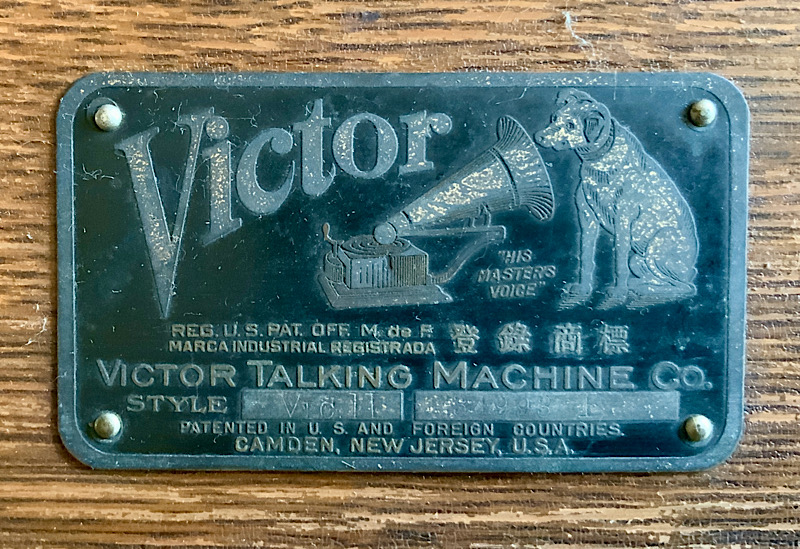 Victor
"HIS
MASTER'S
VOICE"
REG. U.S. PAT. OFF. M. de F.
MARCA INDUSTRIAL REGISTRADA
登錄商標
VICTOR TALKING MACHINE CO.
STYLE
PATENTED IN U. S. AND FOREIGN COUNTRIES.
CAMDEN, NEW JERSEY, U.S.A.